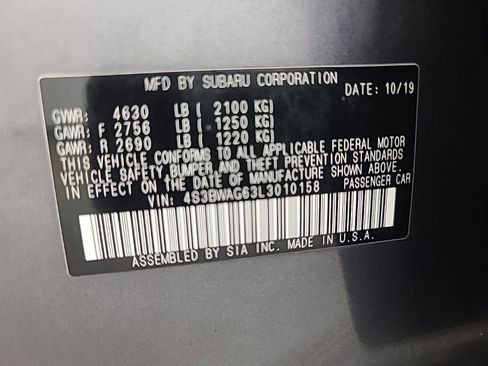 MFD BY SUBARU CORPORATION
DATE: 10/19
GVWR: 4630 LB ( 2100 KG)
GAWR: F 2756 LB ( 1250 KG)
GAWR: R 2690 LB ( 1220 KG)
THIS VEHICLE CONFORMS TO ALL APPLICABLE FEDERAL MOTOR
VEHICLE SAFETY, BUMPER AND THEFT PREVENTION STANDARDS
IN EFFECT ON THE DATE OF MANUFACTURE SHOWN ABOVE.
VIN: 4S3BWAG63L3010158 PASSENGER CAR
ASSEMBLED BY SIA INC. MADE IN U.S.A.